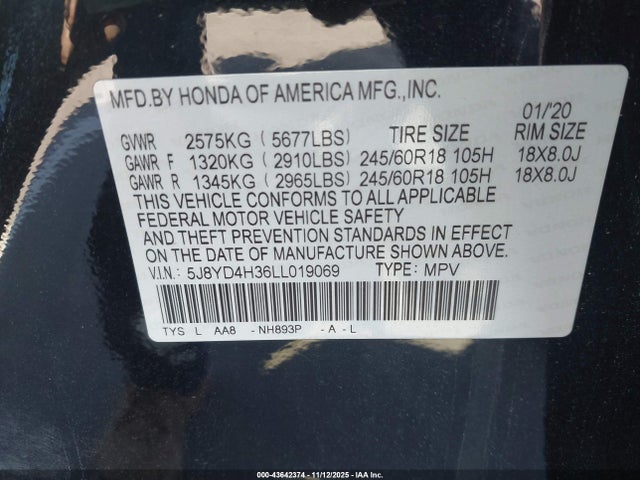 MFD.BY HONDA OF AMERICA MFG.,INC.
01/'20
GVWR 2575KG ( 5677LBS) TIRE SIZE RIM SIZE
GAWR F 1320KG ( 2910LBS) 245/60R18 105H 18X8.0J
GAWR R 1345KG ( 2965LBS) 245/60R18 105H 18X8.0J
THIS VEHICLE CONFORMS TO ALL APPLICABLE
FEDERAL MOTOR VEHICLE SAFETY
AND THEFT PREVENTION STANDARDS IN EFFECT
ON THE DATE OF MANUFACTURE SHOWN ABOVE.
V.I.N.: 5J8YD4H36LL019069 TYPE: MPV
TYS L AA8 - NH893P - A - L
000-43642374 - 11/12/2025 - IAA Inc.